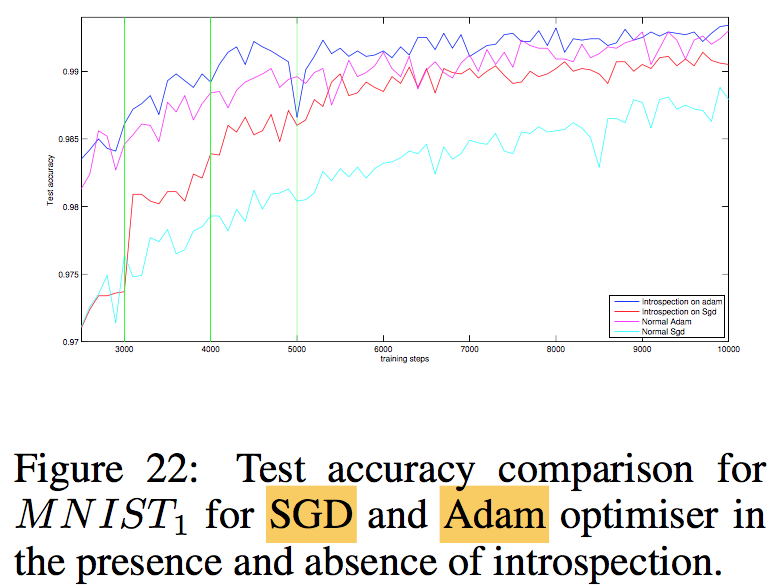 0.99
0.985
0.98
0.975
0.97
Test accuracy
3000 4000 5000 6000 7000 8000 9000 10000
training steps
Introspection on adam
Introspection on Sgd
Normal Adam
Normal Sgd
Figure 22: Test accuracy comparison for
MNIST₁ for SGD and Adam optimiser in
the presence and absence of introspection.